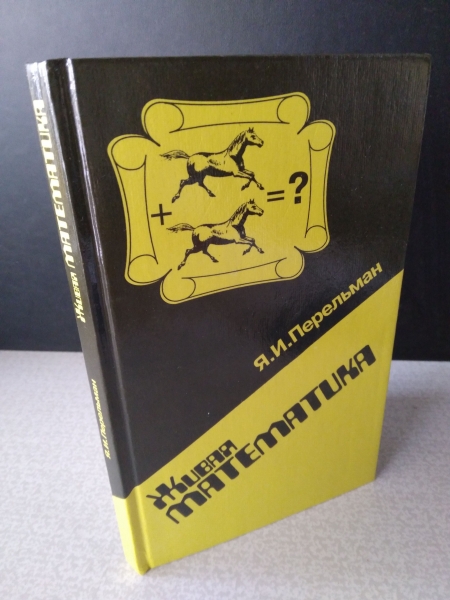 + = ?
Я.И.Перельман
Живая
МАТЕМАТИКА
Я.И.Перельман
Живая МАТЕМАТИКА